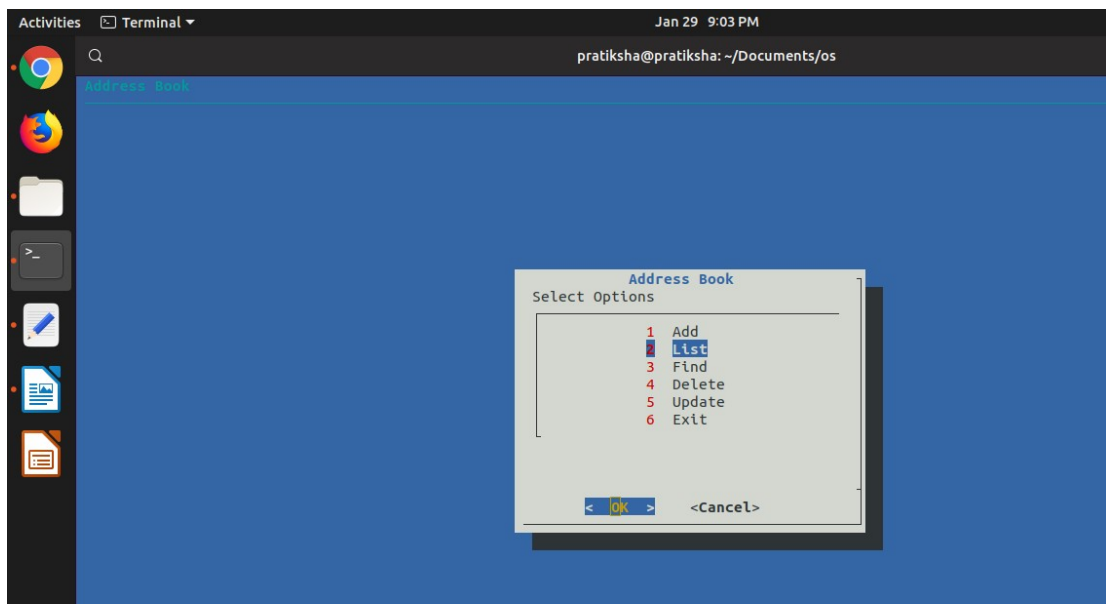 Activities Terminal Jan 29 9:03 PM
pratiksha@pratiksha: ~/Documents/os
Address Book
Address Book
Select Options
1 Add
2 List
3 Find
4 Delete
5 Update
6 Exit
< OK > <Cancel>